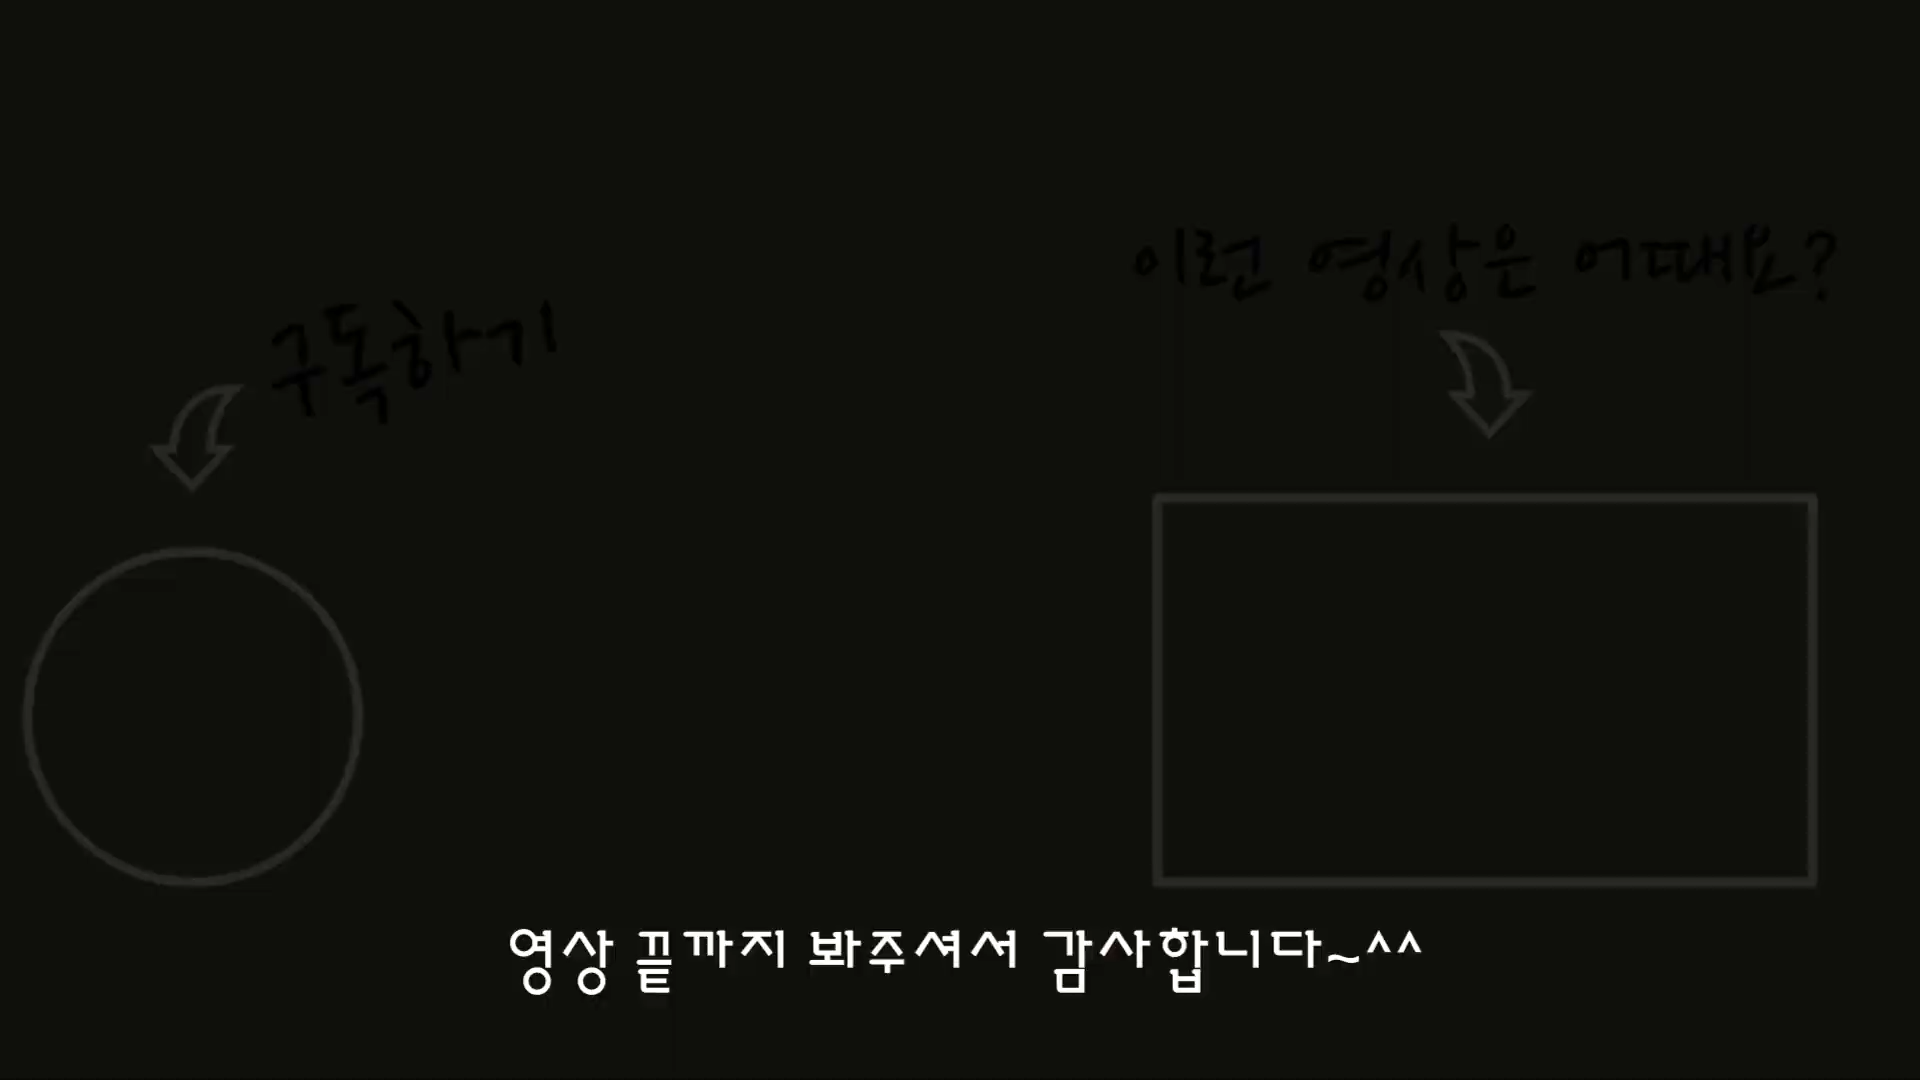 이런 영상은 어때요?
구독하기
영상 끝까지 봐주셔서 감사합니다~^^